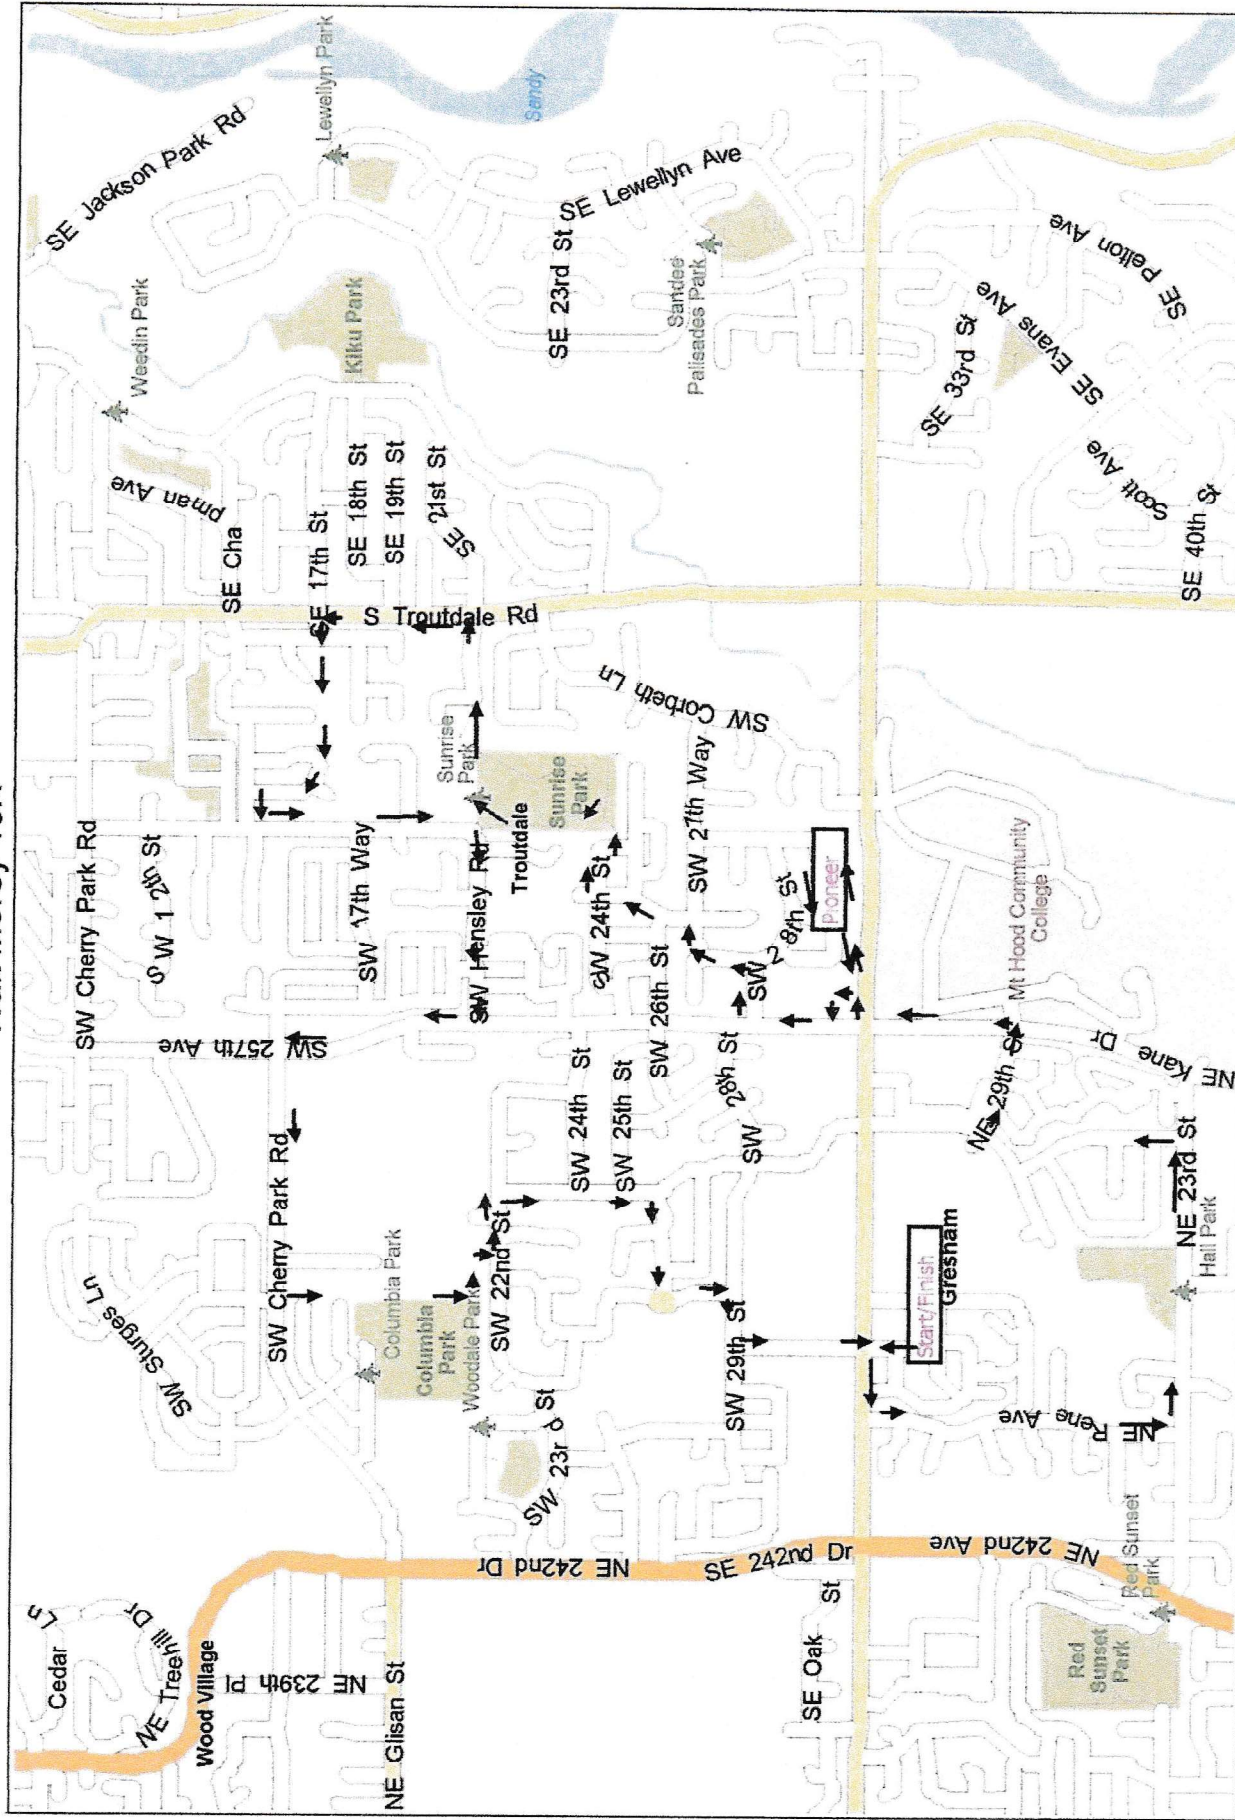 SW Cherry Park Rd
SW 12th St
SE Jackson Park Rd
Weedin Park
Lewellyn Park
SE Chapman Ave
Kiku Park
SE 17th St
SE 18th St
SE 19th St
SE 21st St
S Troutdale Rd
Sandy
SE 23rd St
SE Lewellyn Ave
Sandee
Palisades Park
Cedar Ln
NE Treehill Dr
Wood Village
NE 239th Pl
NE Glisan St
SW Sturges Ln
SW Cherry Park Rd
SW 257th Ave
SW 17th Way
Columbia Park
Columbia
Park
Woodale Park
SW 22nd St
SW Hensley Rd
Sunrise
Park
Sunrise
Park
Troutdale
NE 242nd Dr
SW 23rd St
SW 24th St
SW 25th St
SW 24th St
SW 26th St
SW Corbeth Ln
SW 27th Way
SW 28th St
SW 28th St
SW 29th St
Pioneer
SE 242nd Dr
SE Oak St
Start/Finish
Gresham
NE 242nd Ave
NE Rene Ave
NE 29th St
Mt Hood Community
College
NE Kane Dr
NE 23rd St
Hall Park
Red Sunset
Park
Red
Sunset
Park
SE 33rd St
SE Evans Ave
SE Pelton Ave
Scott Ave
SE 40th St